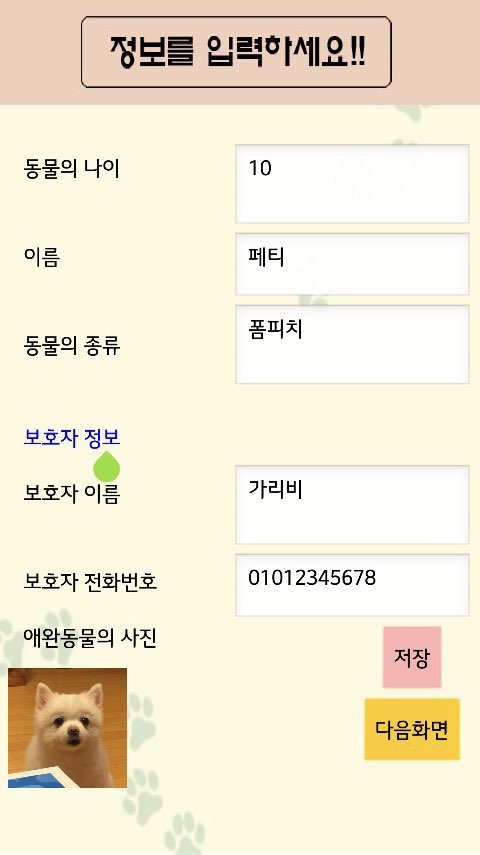 정보를 입력하세요!!
동물의 나이
10
이름
페티
동물의 종류
폼피치
보호자 정보
보호자 이름
가리비
보호자 전화번호
01012345678
애완동물의 사진
저장
다음화면